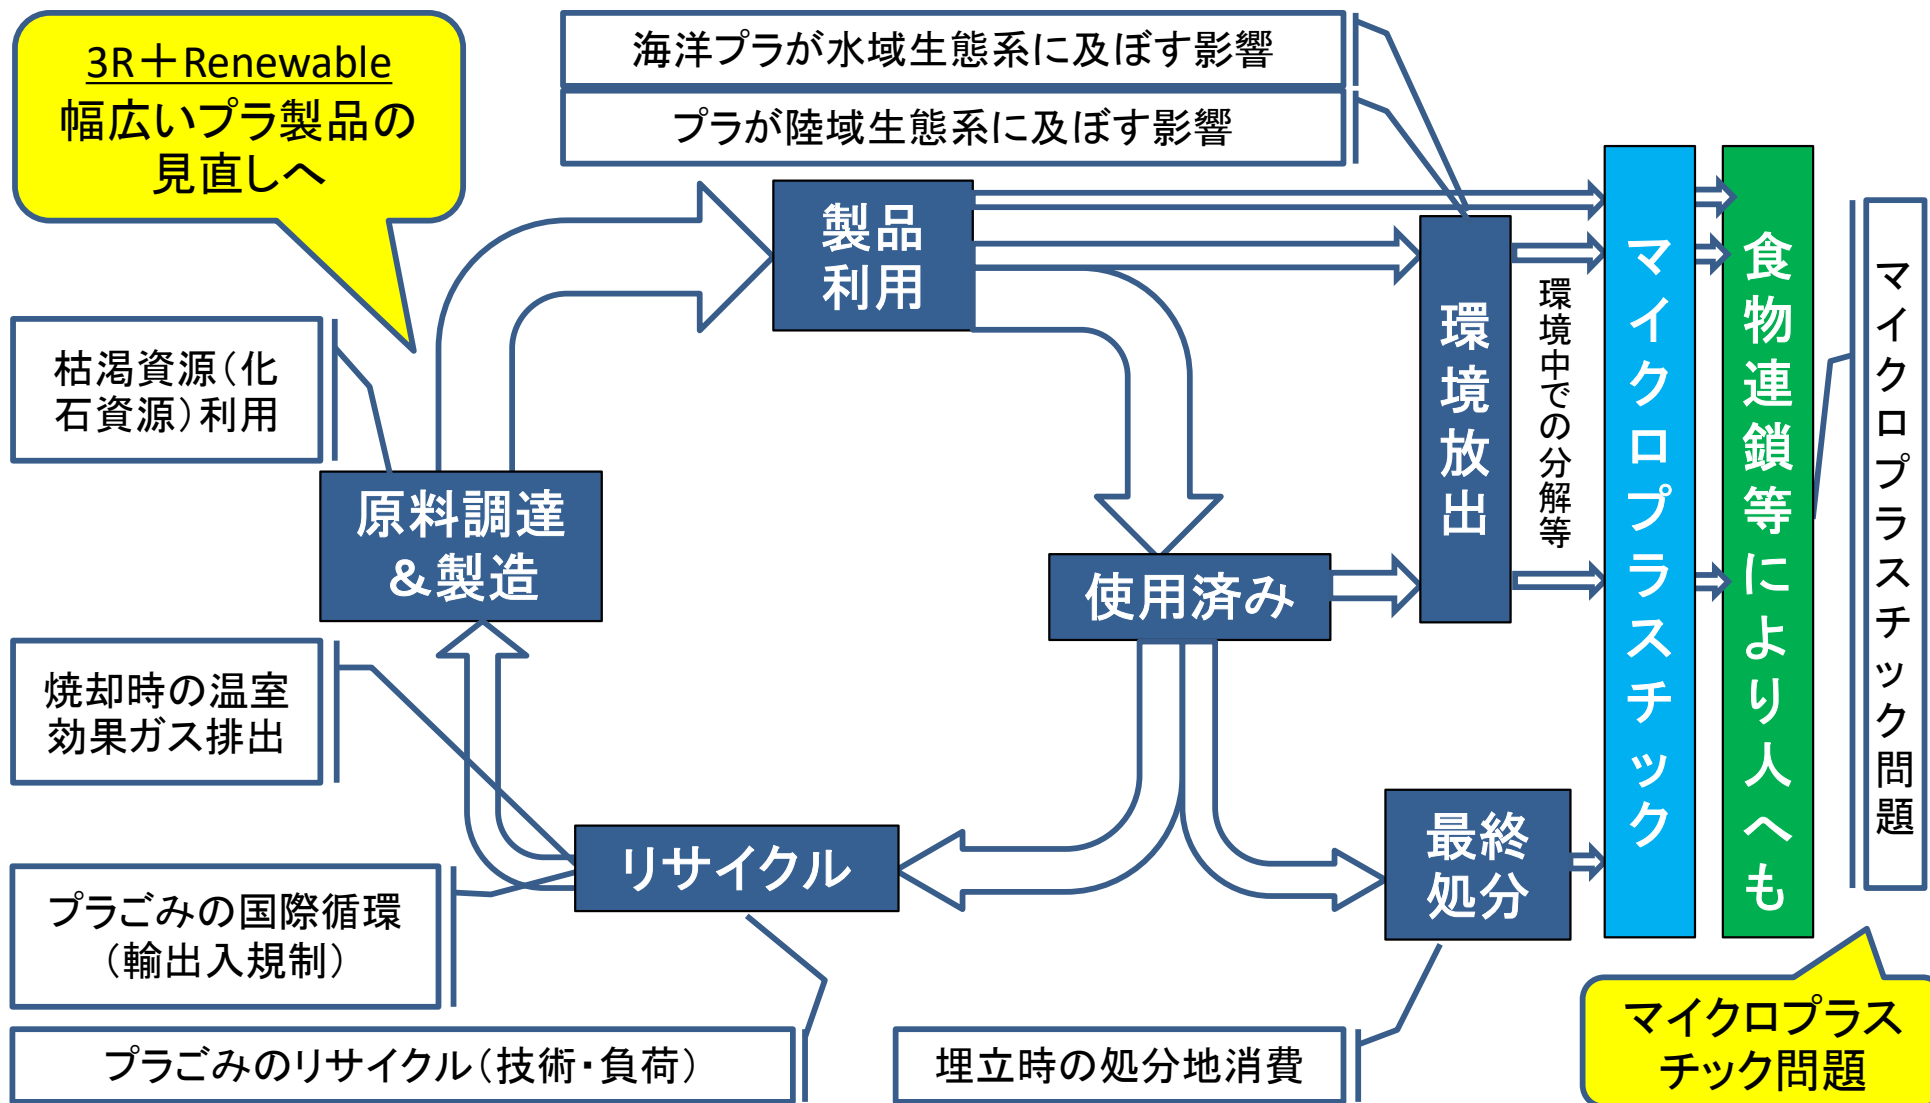 3R＋Renewable
幅広いプラ製品の
見直しへ
海洋プラが水域生態系に及ぼす影響
プラが陸域生態系に及ぼす影響
製品
利用
環境放出
環境中での分解等
マイクロプラスチック
食物連鎖等により人へも
マイクロプラスチック問題
枯渇資源（化
石資源）利用
原料調達
＆製造
使用済み
焼却時の温室
効果ガス排出
リサイクル
最終
処分
プラごみの国際循環
（輸出入規制）
プラごみのリサイクル（技術・負荷）
埋立時の処分地消費
マイクロプラス
チック問題